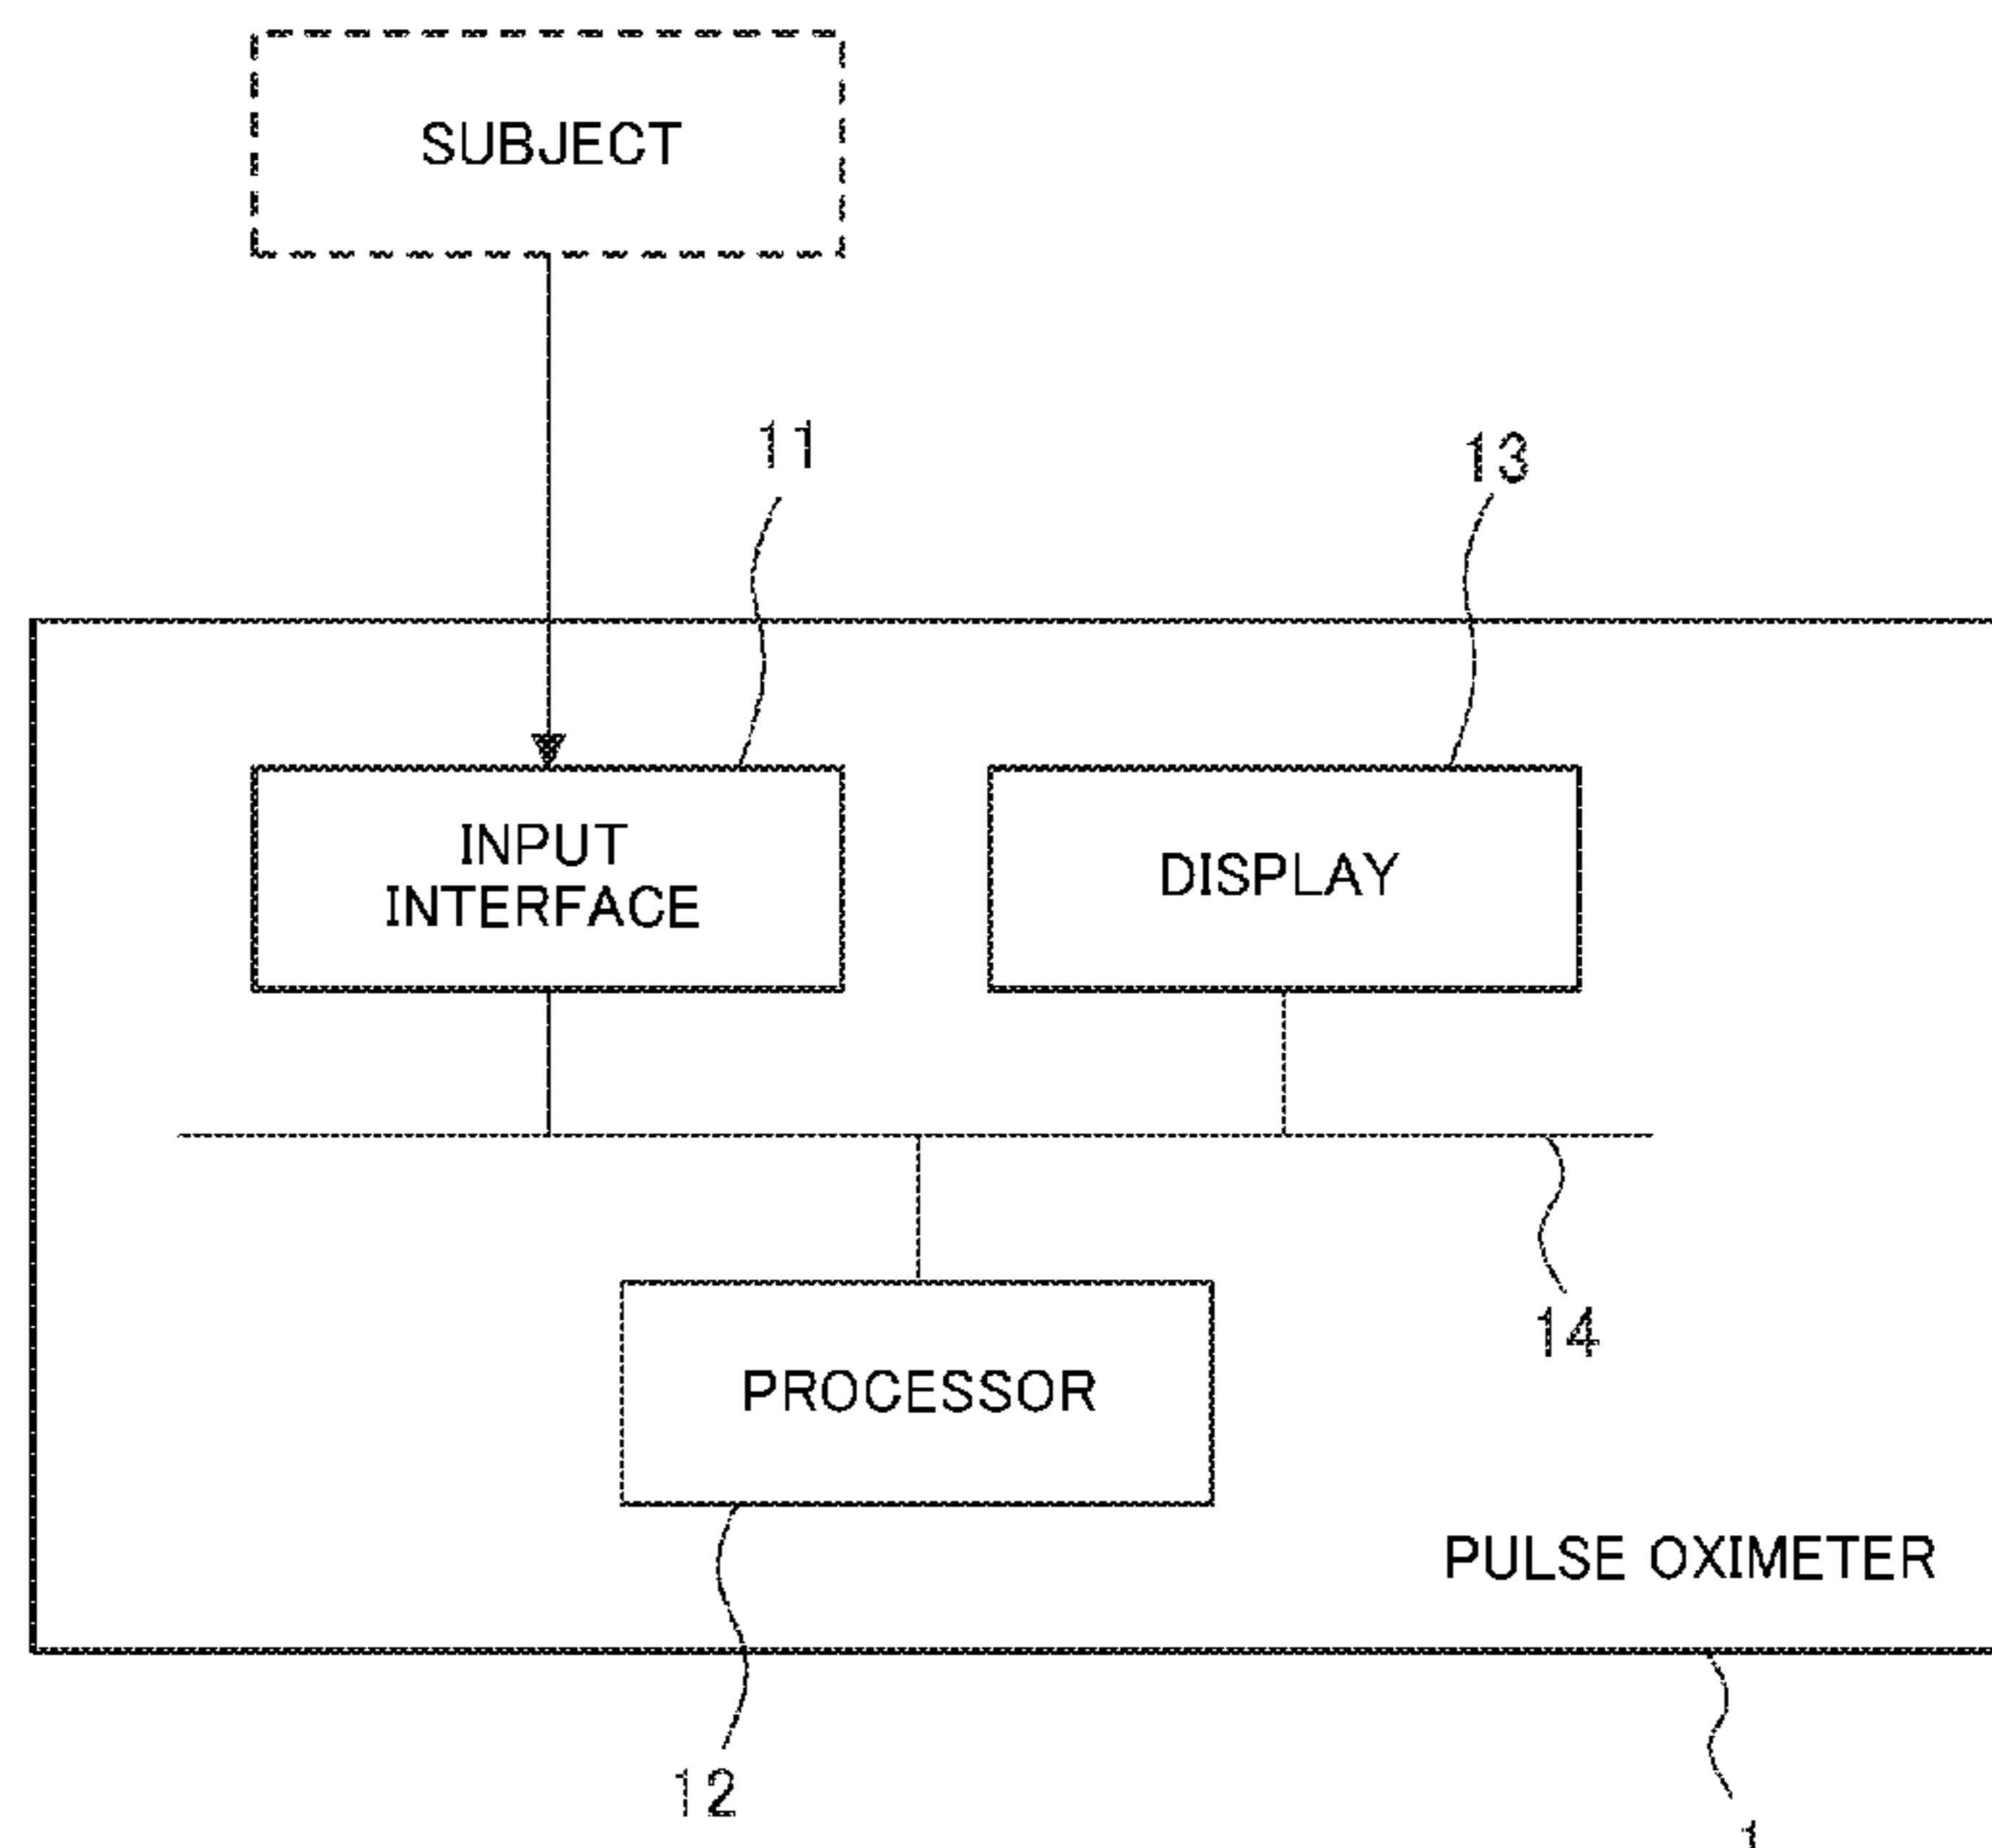 SUBJECT
11
13
INPUT
INTERFACE
DISPLAY
14
PROCESSOR
PULSE OXIMETER
12
1